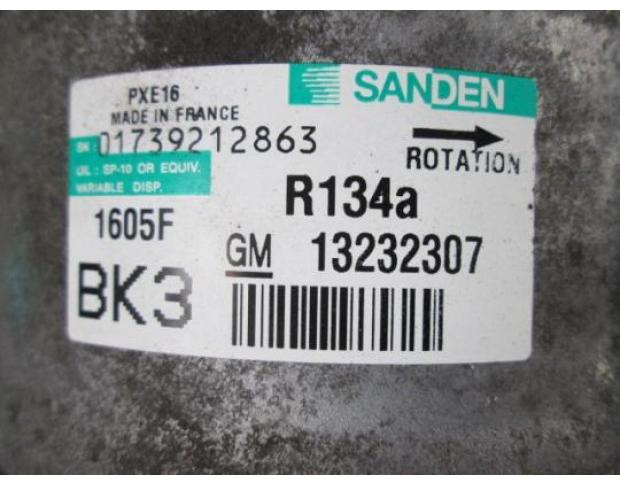 SANDEN
PXE16
MADE IN FRANCE
SN : 01739212863
ROTATION
OIL : SP-10 OR EQUIV.
VARIABLE DISP.
R134a
1605F
GM 13232307
BK3